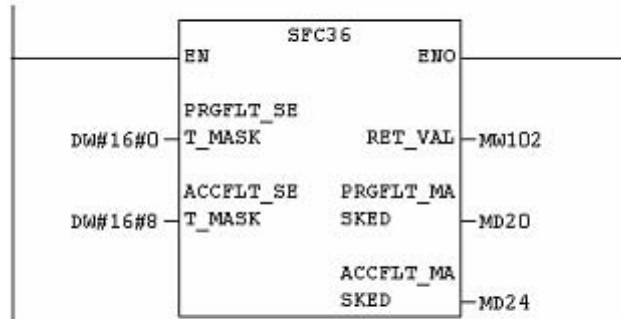 SFC36
EN ENO
PRGFLT_SE
DW#16#0 T_MASK RET_VAL MW102
ACCFLT_SE PRGFLT_MA
DW#16#8 T_MASK SKED MD20
ACCFLT_MA
SKED MD24